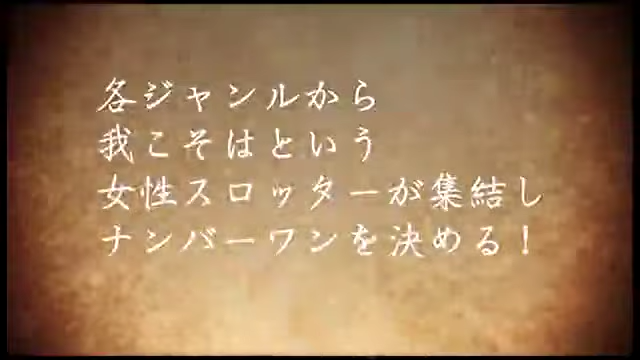 各ジャンルから
我こそはという
女性スロッターが集結し
ナンバーワンを決める！